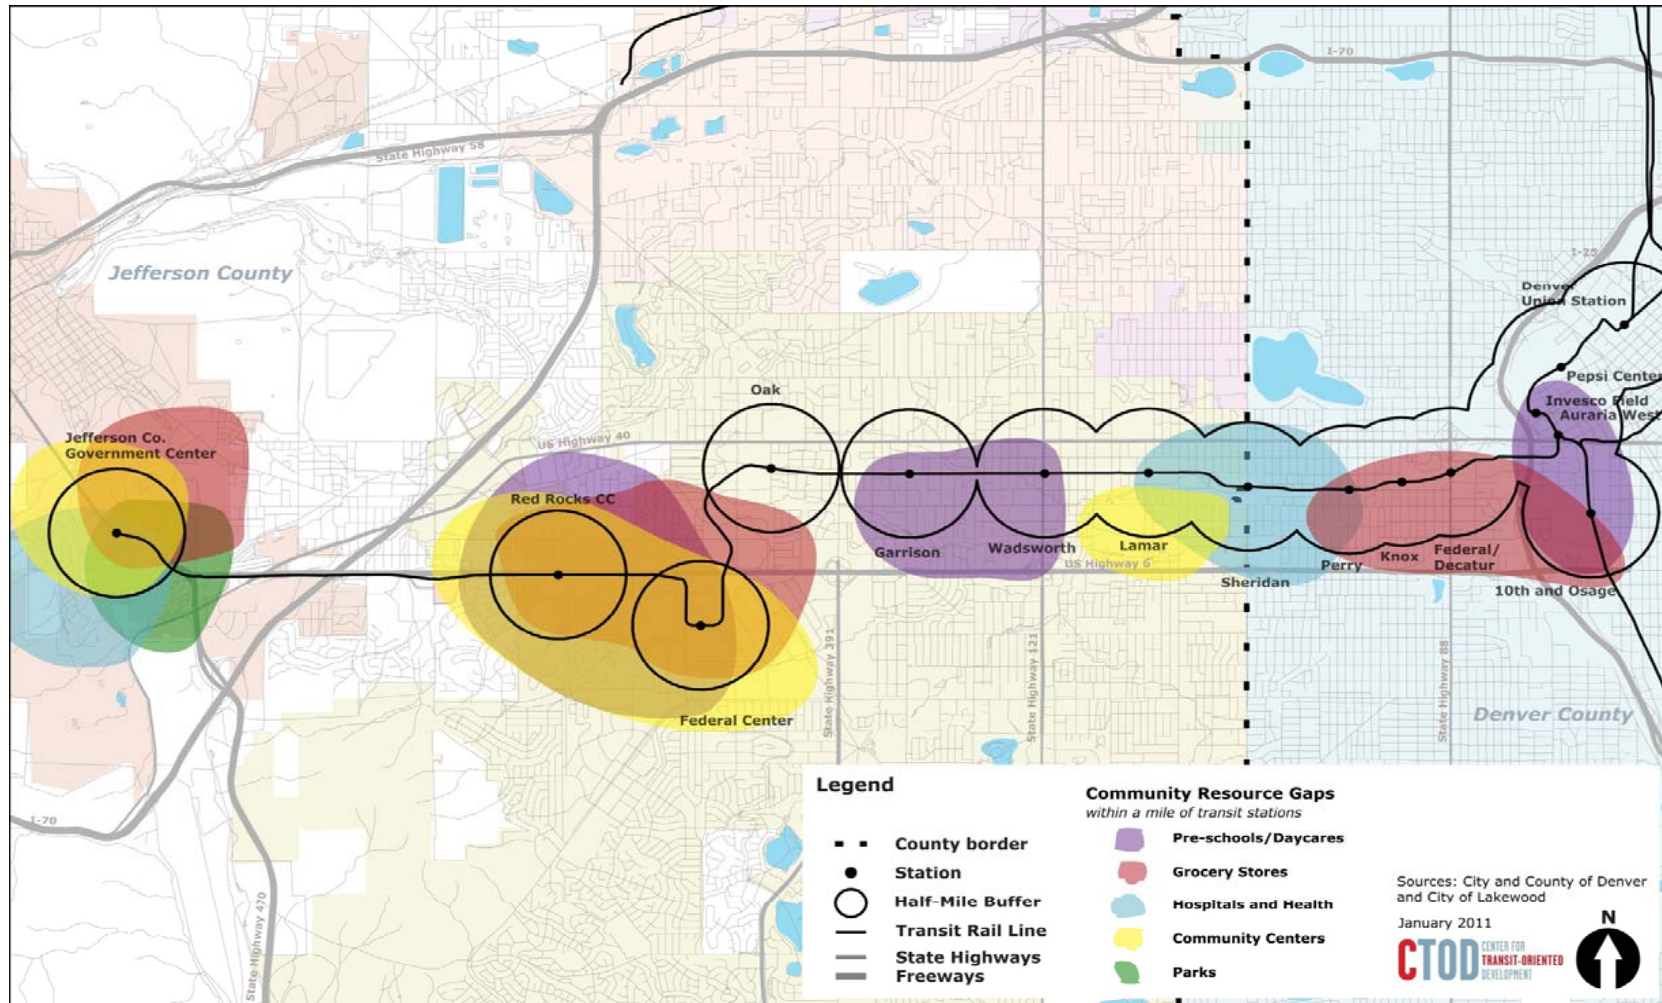 I-70
State Highway 58
Jefferson County
I-25
Denver
Union Station
Pepsi Center
Invesco Field
Auraria West
Oak
Jefferson Co.
Government Center
US Highway 40
Red Rocks CC
Garrison
Wadsworth
Lamar
US Highway 6
Sheridan
Perry
Knox
Federal/
Decatur
10th and Osage
State Highway 391
State Highway 121
State Highway 88
Federal Center
Denver County
I-70
State Highway 470
Legend
County border
Station
Half-Mile Buffer
Transit Rail Line
State Highways
Freeways
Community Resource Gaps
within a mile of transit stations
Pre-schools/Daycares
Grocery Stores
Hospitals and Health
Community Centers
Parks
Sources: City and County of Denver
and City of Lakewood
January 2011
CTOD
CENTER FOR
TRANSIT-ORIENTED
DEVELOPMENT
N